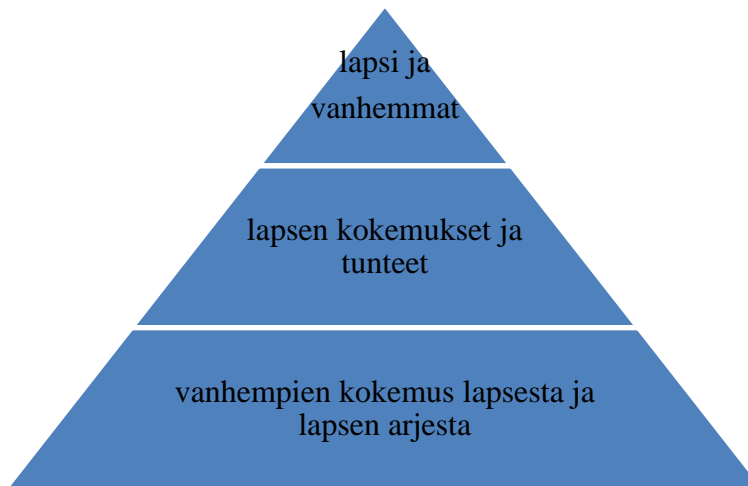 lapsi ja
vanhemmat
lapsen kokemukset ja
tunteet
vanhempien kokemus lapsesta ja
lapsen arjesta